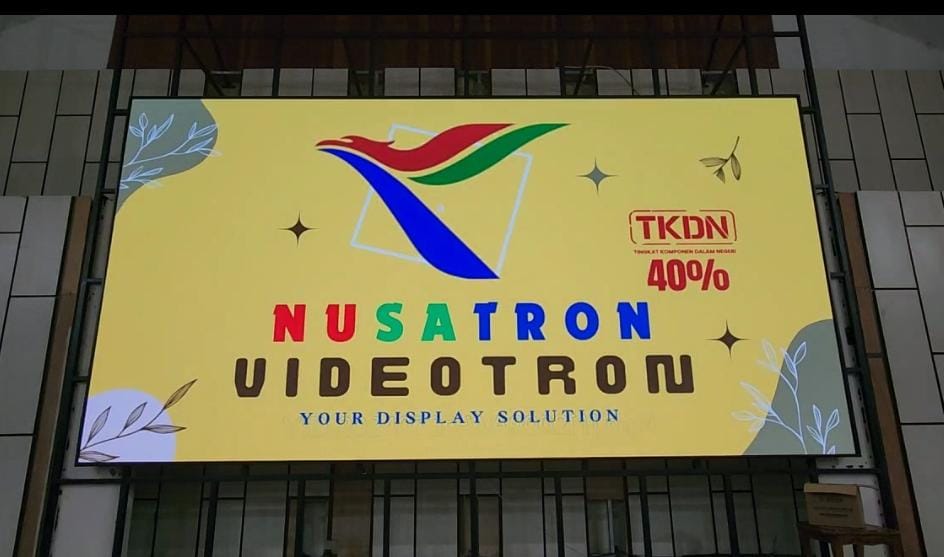 TKDN
TINGKAT KOMPONEN DALAM NEGERI
40%
NUSATRON
VIDEOTRON
YOUR DISPLAY SOLUTION